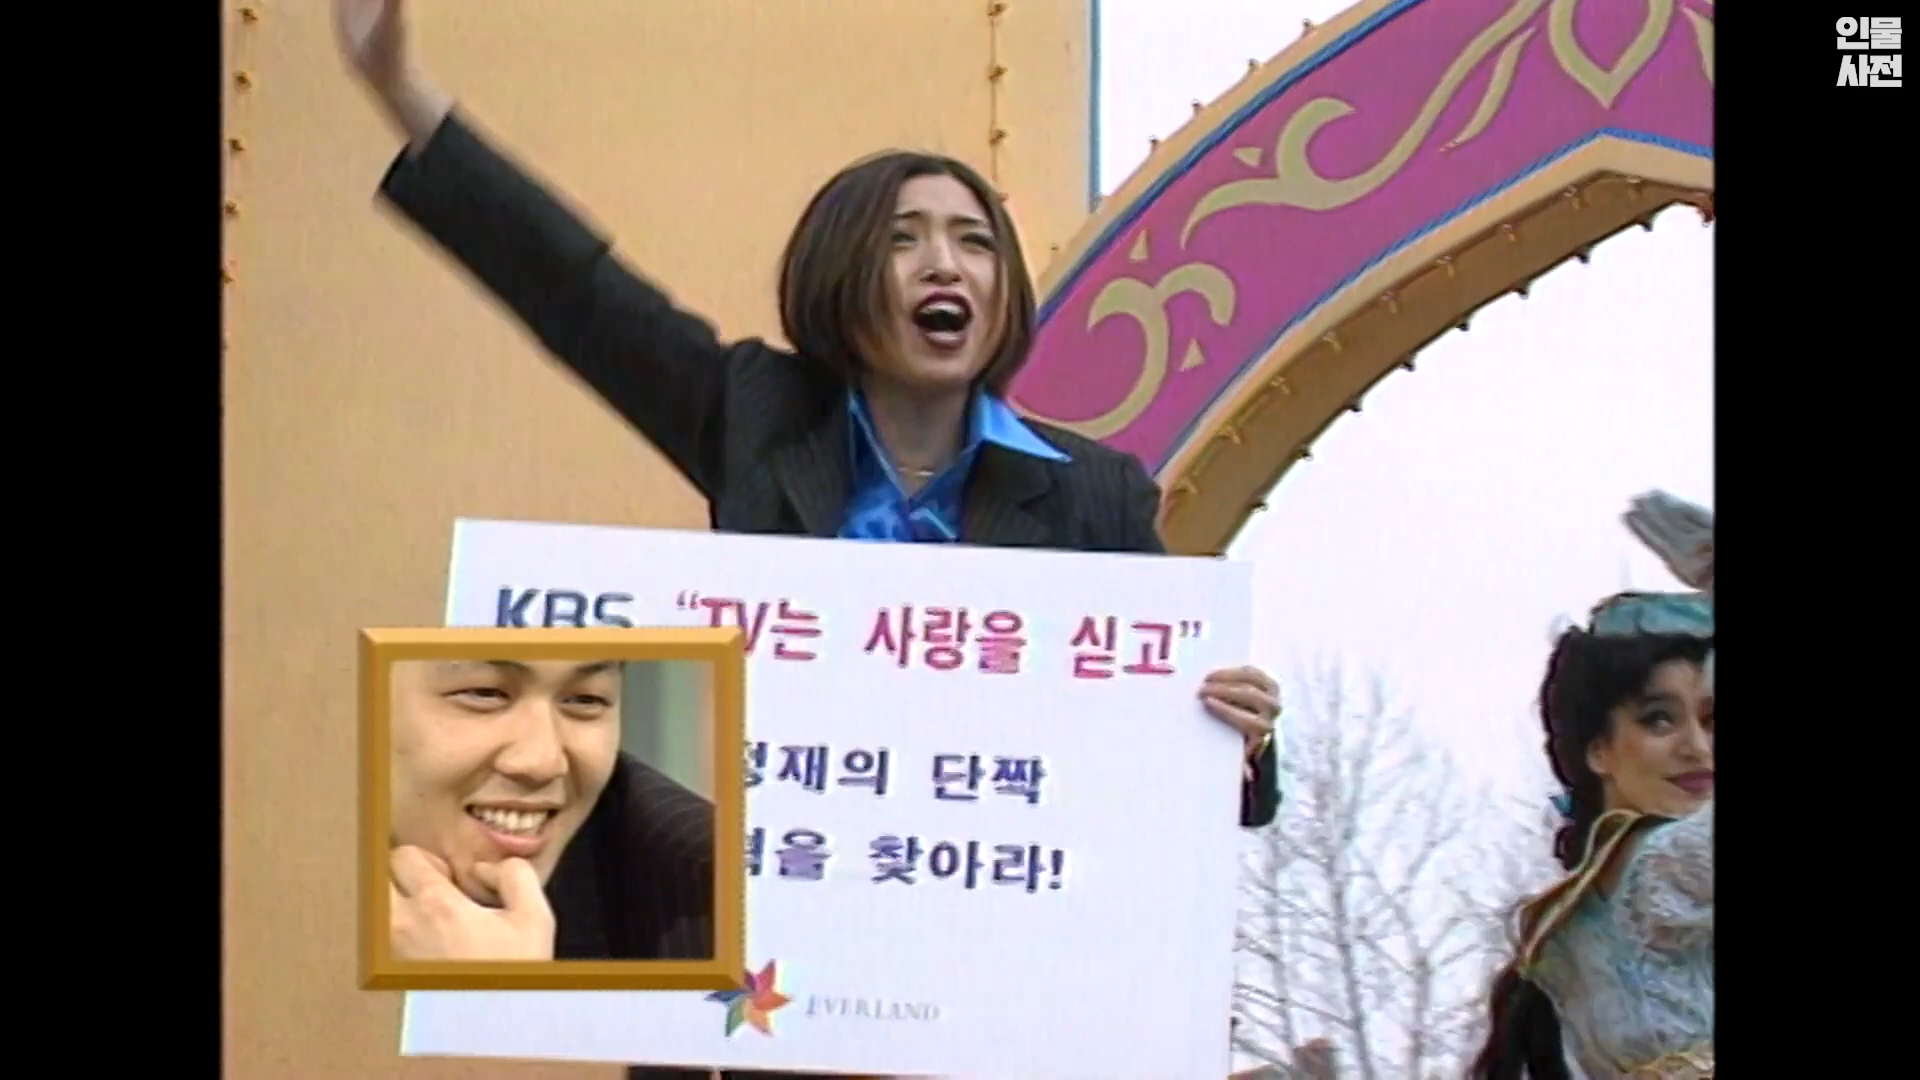 인물
사전
KBS “TV는 사랑을 싣고”
재의 단짝
을 찾아라!
EVERLAND